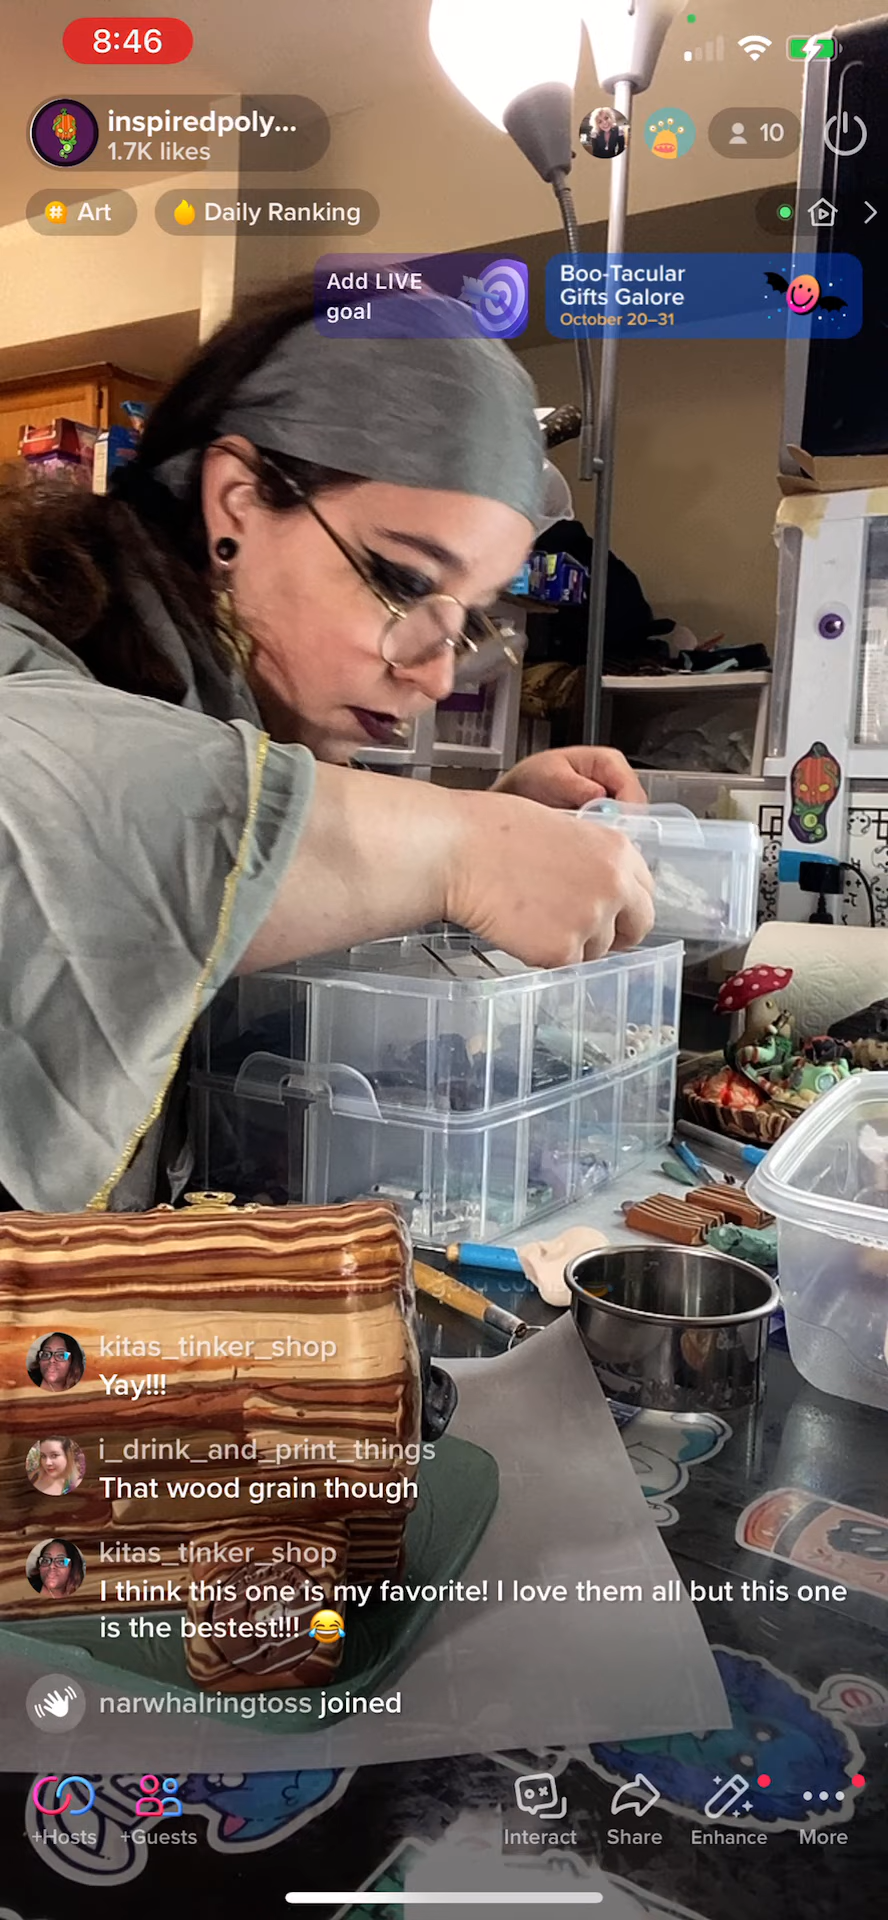 8:46
inspiredpoly...
1.7K likes
10
Art
Daily Ranking
Add LIVE
goal
Boo-Tacular
Gifts Galore
October 20–31
kitas_tinker_shop
Yay!!!
i_drink_and_print_things
That wood grain though
kitas_tinker_shop
I think this one is my favorite! I love them all but this one
is the bestest!!! 😂
narwhalringtoss joined
+Hosts
+Guests
Interact
Share
Enhance
More